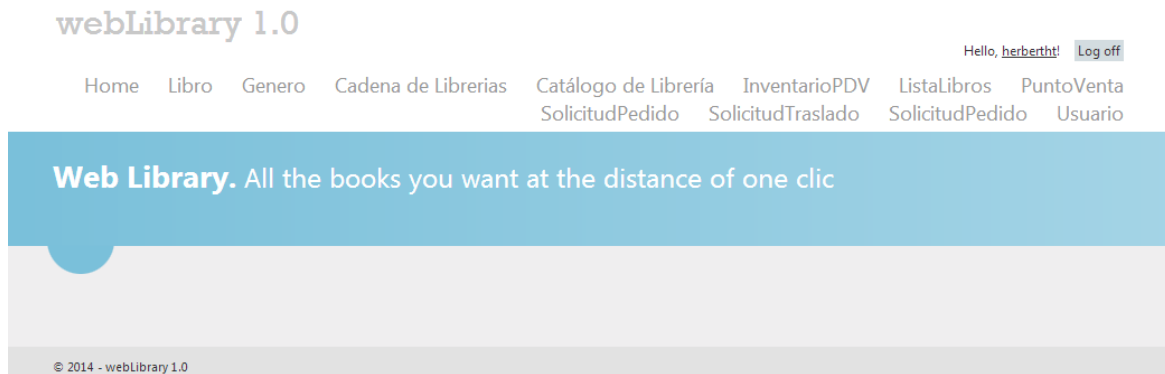 webLibrary 1.0
Hello, herbertht! Log off
Home Libro Genero Cadena de Librerias Catálogo de Librería InventarioPDV ListaLibros PuntoVenta
SolicitudPedido SolicitudTraslado SolicitudPedido Usuario
Web Library. All the books you want at the distance of one clic
© 2014 - webLibrary 1.0